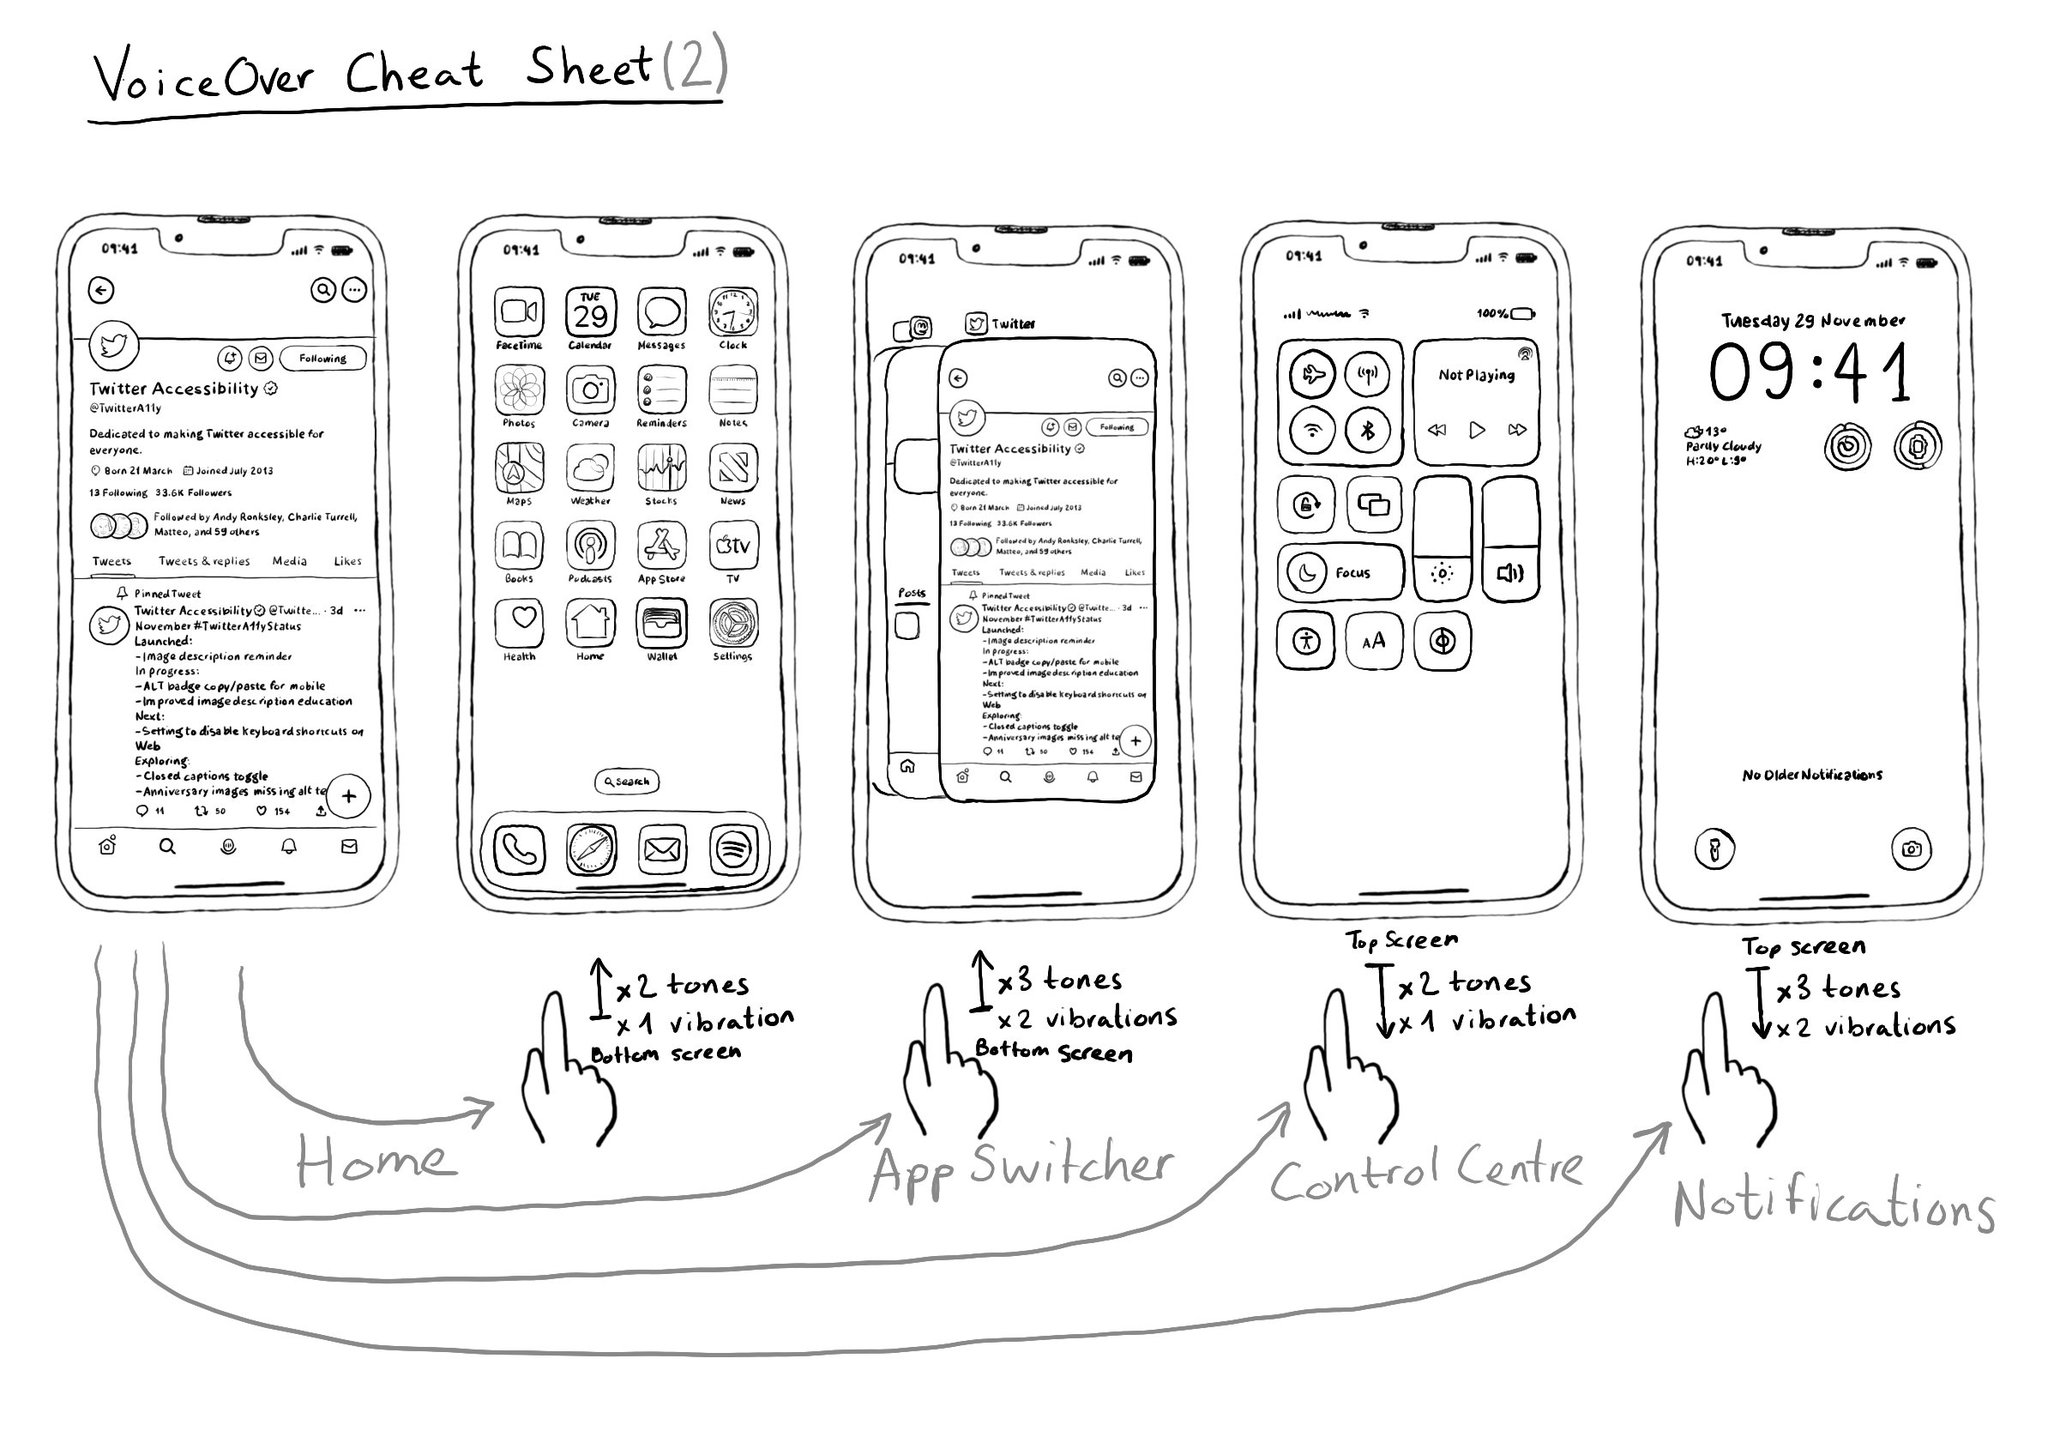 VoiceOver Cheat Sheet (2)
09:41
Following
Twitter Accessibility
@TwitterA11y
Dedicated to making Twitter accessible for
everyone.
Born 21 March Joined July 2013
13 Following 33.6K Followers
Followed by Andy Ronksley, Charlie Turrell,
Matteo, and 59 others
Tweets Tweets & replies Media Likes
Pinned Tweet
Twitter Accessibility @Twitte... · 3d ...
November #TwitterA11yStatus
Launched:
-Image description reminder
In progress:
-ALT badge copy/paste for mobile
-Improved image description education
Next:
-Setting to disable keyboard shortcuts on
Web
Exploring:
-Closed captions toggle
-Anniversary images missing alt te
11 50 154
+
09:41
TUE
29
FaceTime Calendar Messages Clock
Photos Camera Reminders Notes
Maps Weather Stocks News
tv
Books Podcasts App Store TV
Health Home Wallet Settings
Search
09:41
Twitter
Following
Twitter Accessibility
@TwitterA11y
Dedicated to making Twitter accessible for
everyone.
Born 21 March Joined July 2013
13 Following 33.6K Followers
Followed by Andy Ronksley, Charlie Turrell,
Matteo, and 59 others
Tweets Tweets & replies Media Likes
Posts
Pinned Tweet
Twitter Accessibility @Twitte... · 3d ...
November #TwitterA11yStatus
Launched:
-Image description reminder
In progress:
-ALT badge copy/paste for mobile
-Improved image description education
Next:
-Setting to disable keyboard shortcuts on
Web
Exploring:
-Closed captions toggle
-Anniversary images missing alt te
11 50 154
+
09:41
100%
Not Playing
Focus
AA
09:41
Tuesday 29 November
09:41
13°
Partly Cloudy
H:20° L:9°
No Older Notifications
x2 tones
x1 vibration
Bottom screen
Home
x3 tones
x2 vibrations
Bottom screen
App Switcher
Top Screen
x2 tones
x1 vibration
Control Centre
Top screen
x3 tones
x2 vibrations
Notifications